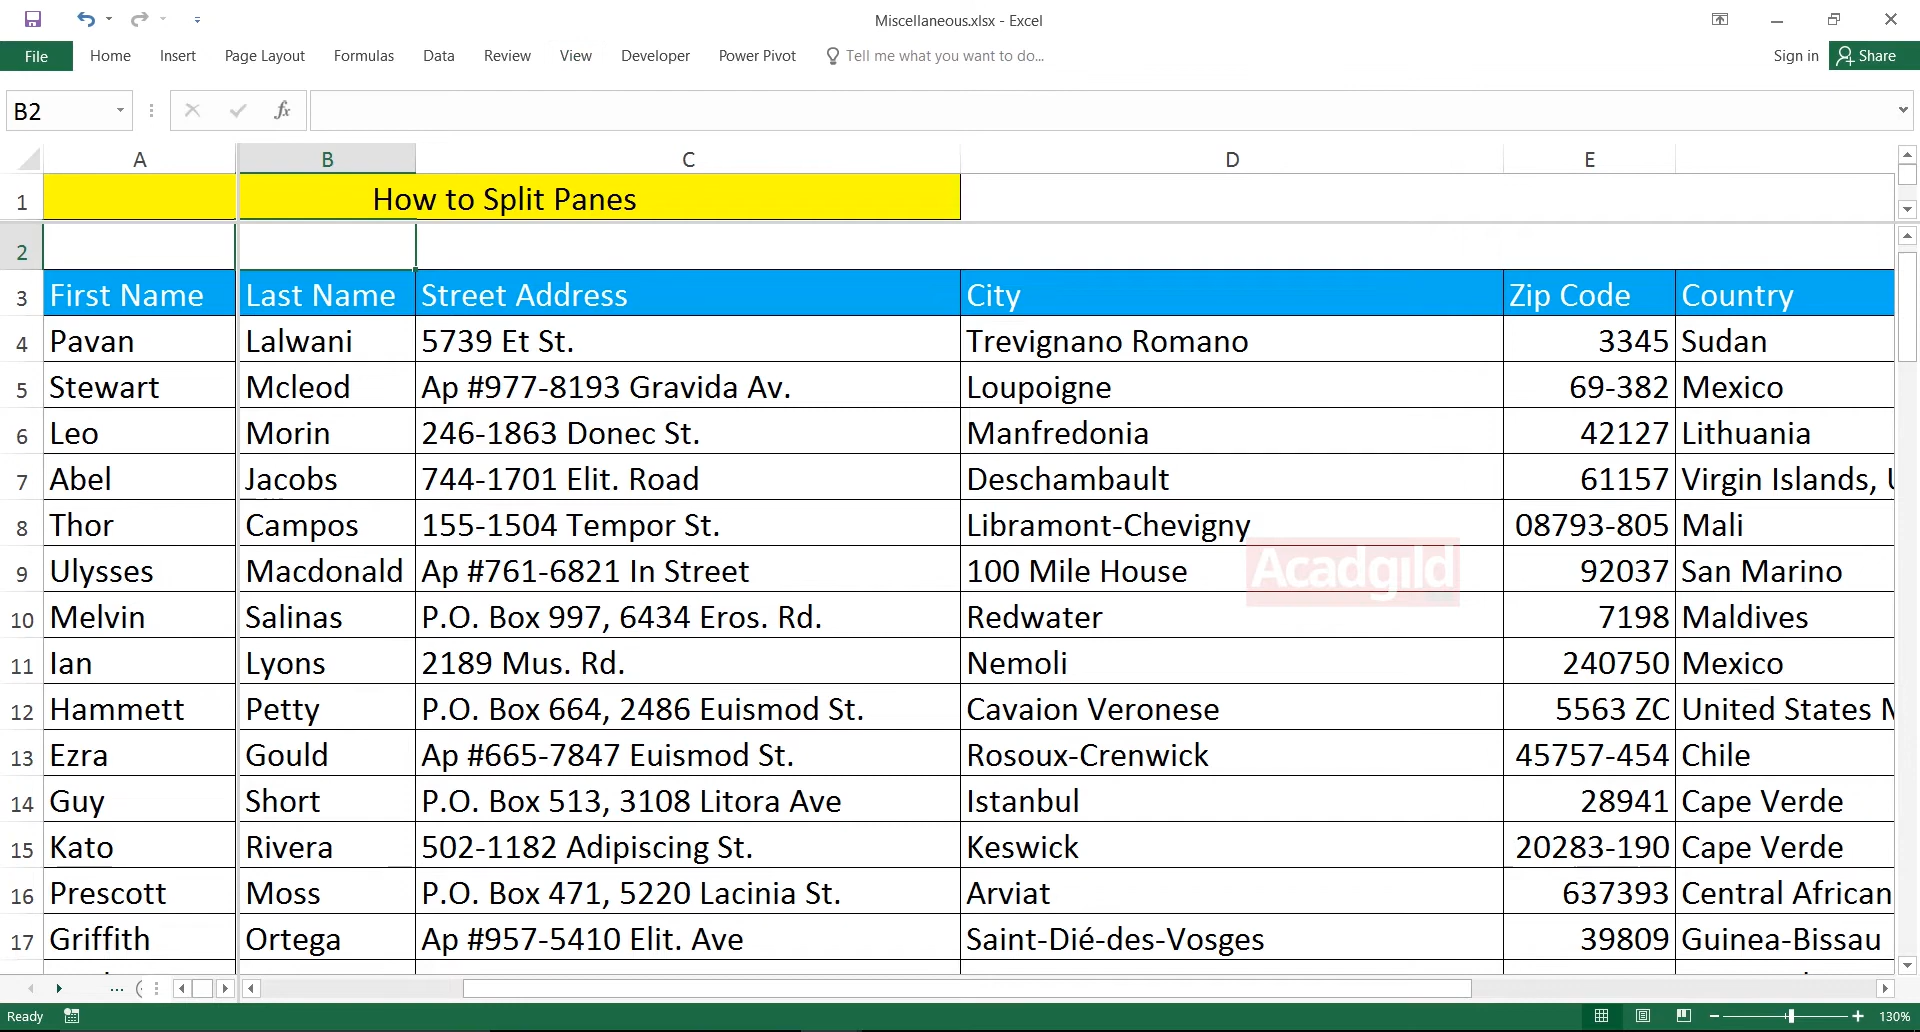 Miscellaneous.xlsx - Excel
File Home Insert Page Layout Formulas Data Review View Developer Power Pivot Tell me what you want to do... Sign in Share
B2 fx
A B C D E
1 How to Split Panes
2
3 First Name Last Name Street Address City Zip Code Country
4 Pavan Lalwani 5739 Et St. Trevignano Romano 3345 Sudan
5 Stewart Mcleod Ap #977-8193 Gravida Av. Loupoigne 69-382 Mexico
6 Leo Morin 246-1863 Donec St. Manfredonia 42127 Lithuania
7 Abel Jacobs 744-1701 Elit. Road Deschambault 61157 Virgin Islands,
8 Thor Campos 155-1504 Tempor St. Libramont-Chevigny 08793-805 Mali
Acadgild
9 Ulysses Macdonald Ap #761-6821 In Street 100 Mile House 92037 San Marino
10 Melvin Salinas P.O. Box 997, 6434 Eros. Rd. Redwater 7198 Maldives
11 Ian Lyons 2189 Mus. Rd. Nemoli 240750 Mexico
12 Hammett Petty P.O. Box 664, 2486 Euismod St. Cavaion Veronese 5563 ZC United States
13 Ezra Gould Ap #665-7847 Euismod St. Rosoux-Crenwick 45757-454 Chile
14 Guy Short P.O. Box 513, 3108 Litora Ave Istanbul 28941 Cape Verde
15 Kato Rivera 502-1182 Adipiscing St. Keswick 20283-190 Cape Verde
16 Prescott Moss P.O. Box 471, 5220 Lacinia St. Arviat 637393 Central African
17 Griffith Ortega Ap #957-5410 Elit. Ave Saint-Dié-des-Vosges 39809 Guinea-Bissau
...
Ready 130%